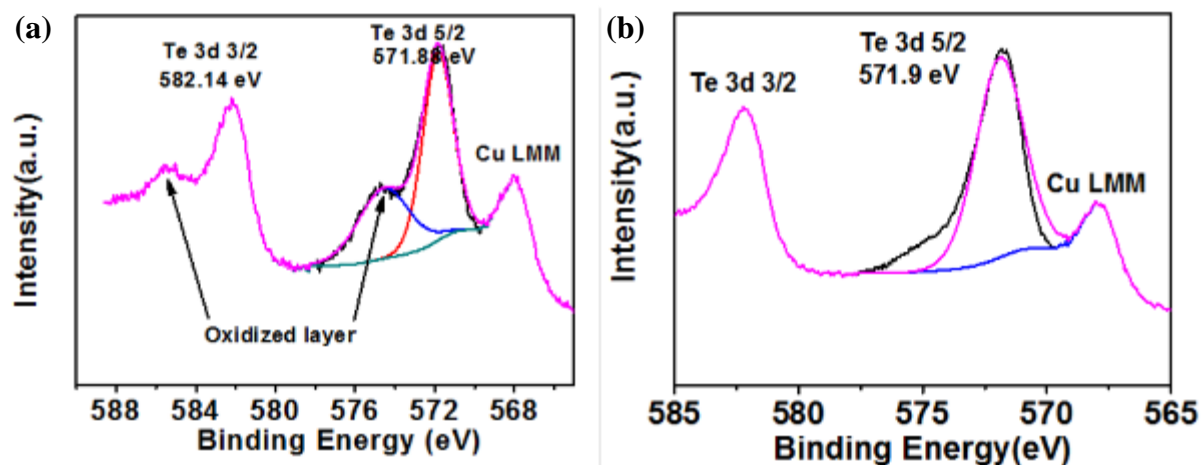 (a)
Te 3d 3/2
582.14 eV
Te 3d 5/2
571.88 eV
Cu LMM
Oxidized layer
Intensity(a.u.)
588 584 580 576 572 568
Binding Energy (eV)
(b)
Te 3d 3/2
Te 3d 5/2
571.9 eV
Cu LMM
Intensity(a.u.)
585 580 575 570 565
Binding Energy(eV)